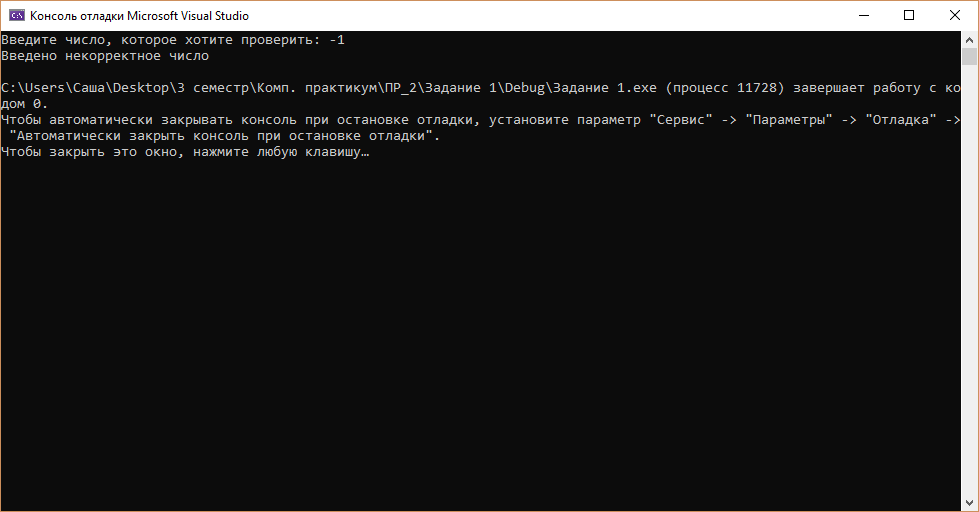 Консоль отладки Microsoft Visual Studio
Введите число, которое хотите проверить: -1
Введено некорректное число
C:\Users\Саша\Desktop\3 семестр\Комп. практикум\ПР_2\Задание 1\Debug\Задание 1.exe (процесс 11728) завершает работу с ко
дом 0.
Чтобы автоматически закрывать консоль при остановке отладки, установите параметр "Сервис" -> "Параметры" -> "Отладка" ->
"Автоматически закрыть консоль при остановке отладки".
Чтобы закрыть это окно, нажмите любую клавишу…